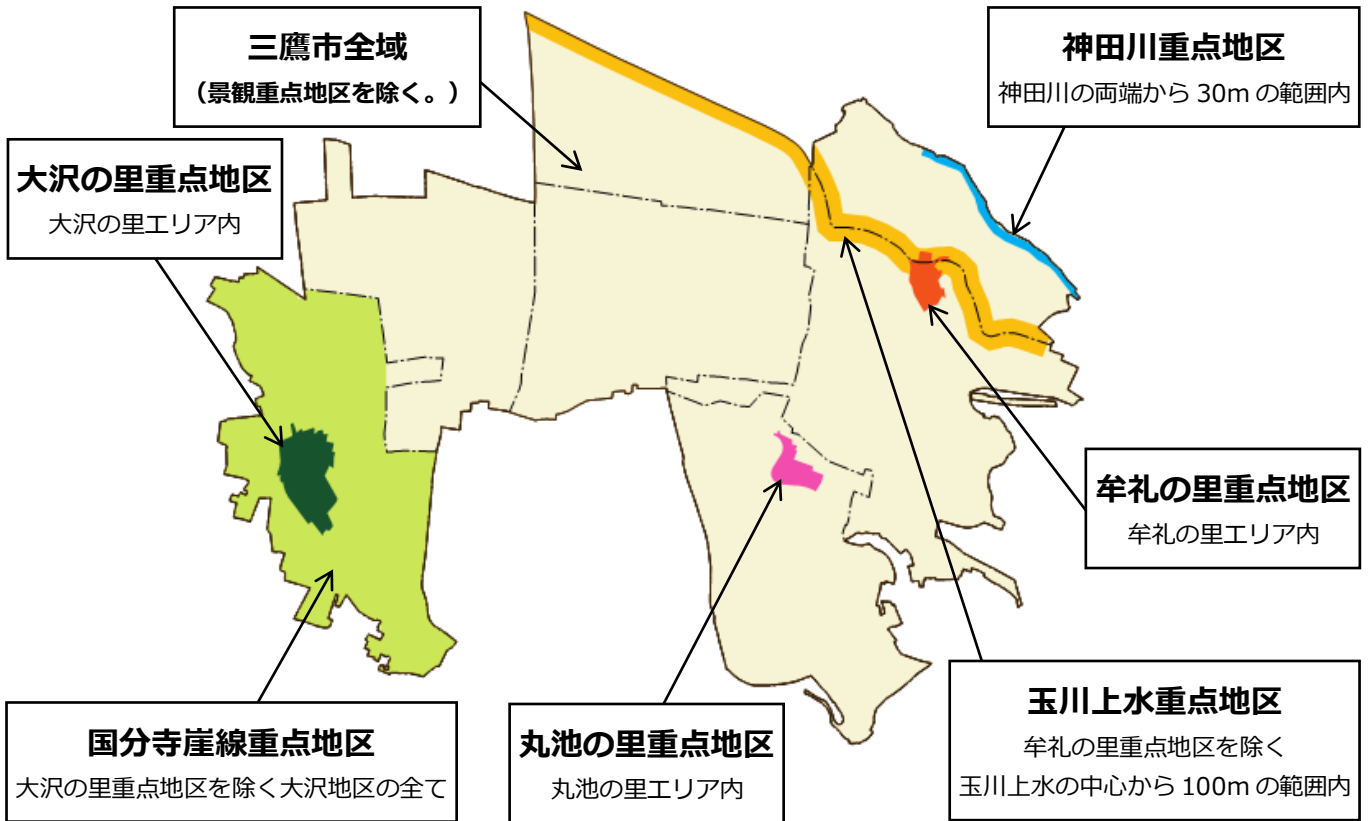 三鷹市全域
（景観重点地区を除く。）
神田川重点地区
神田川の両端から 30m の範囲内
大沢の里重点地区
大沢の里エリア内
牟礼の里重点地区
牟礼の里エリア内
国分寺崖線重点地区
大沢の里重点地区を除く大沢地区の全て
丸池の里重点地区
丸池の里エリア内
玉川上水重点地区
牟礼の里重点地区を除く
玉川上水の中心から 100m の範囲内